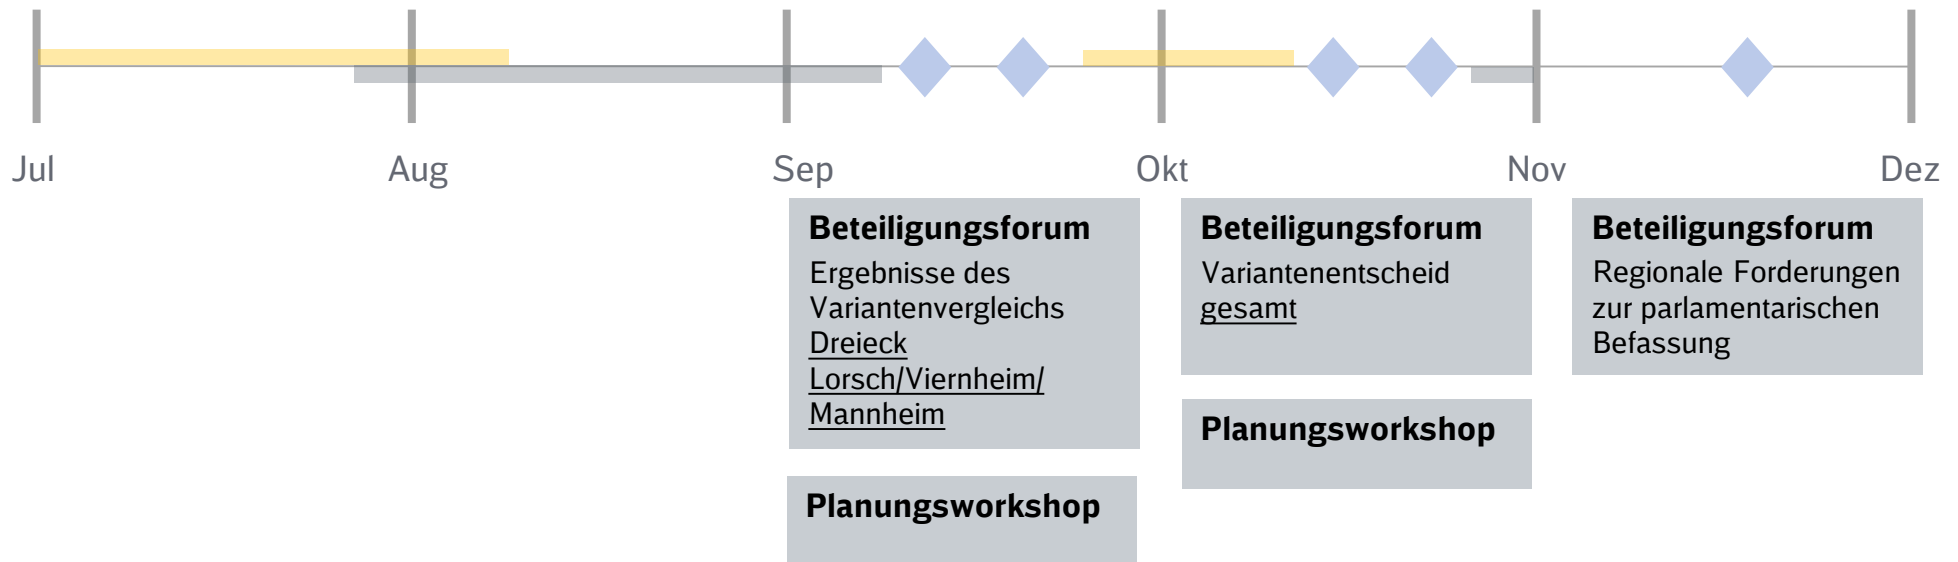 Jul
Aug
Sep
Okt
Nov
Dez
Beteiligungsforum
Ergebnisse des
Variantenvergleichs
Dreieck
Lorsch/Viernheim/
Mannheim
Planungsworkshop
Beteiligungsforum
Variantenentscheid
gesamt
Planungsworkshop
Beteiligungsforum
Regionale Forderungen
zur parlamentarischen
Befassung